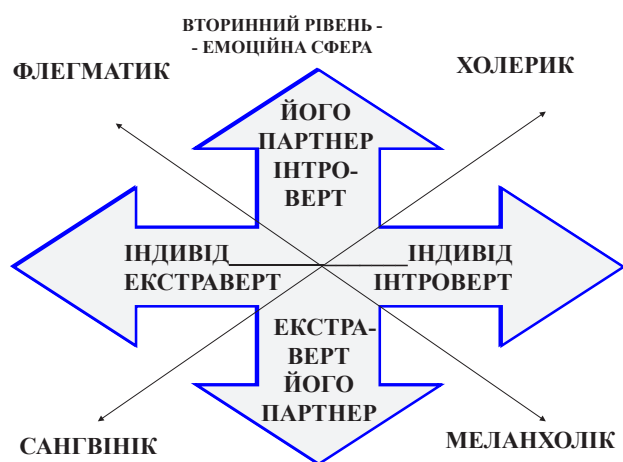 ВТОРИННИЙ РІВЕНЬ -
- ЕМОЦІЙНА СФЕРА
ФЛЕГМАТИК
ХОЛЕРИК
ЙОГО
ПАРТНЕР
ІНТРО-
ВЕРТ
ІНДИВІД
ЕКСТРАВЕРТ
ІНДИВІД
ІНТРОВЕРТ
ЕКСТРА-
ВЕРТ
ЙОГО
ПАРТНЕР
САНГВІНІК
МЕЛАНХОЛІК